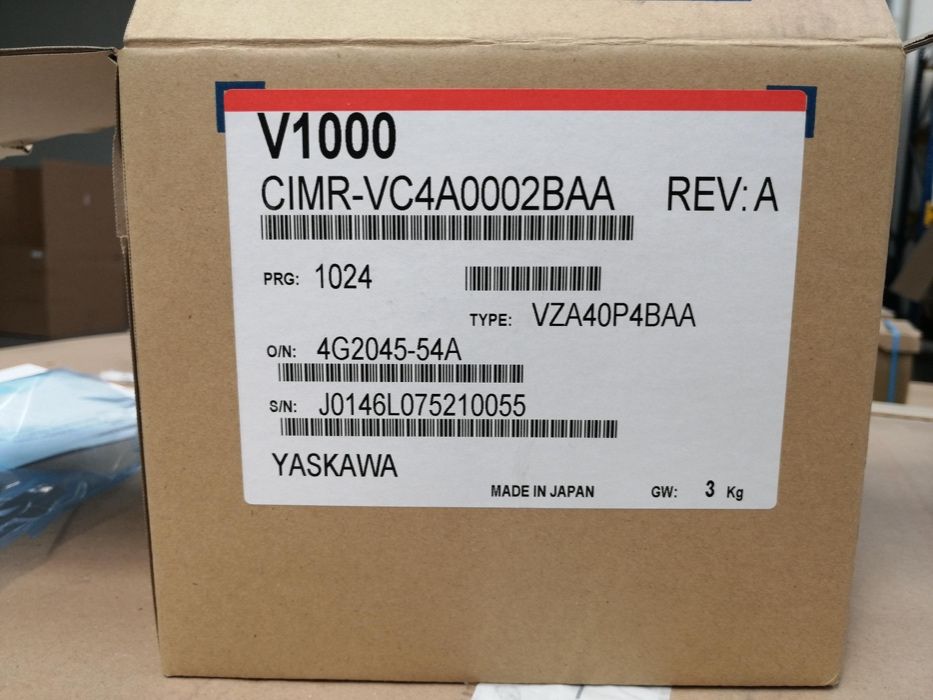 V1000
CIMR-VC4A0002BAA REV: A
PRG: 1024
TYPE: VZA40P4BAA
O/N: 4G2045-54A
S/N: J0146L075210055
YASKAWA
MADE IN JAPAN GW: 3 Kg